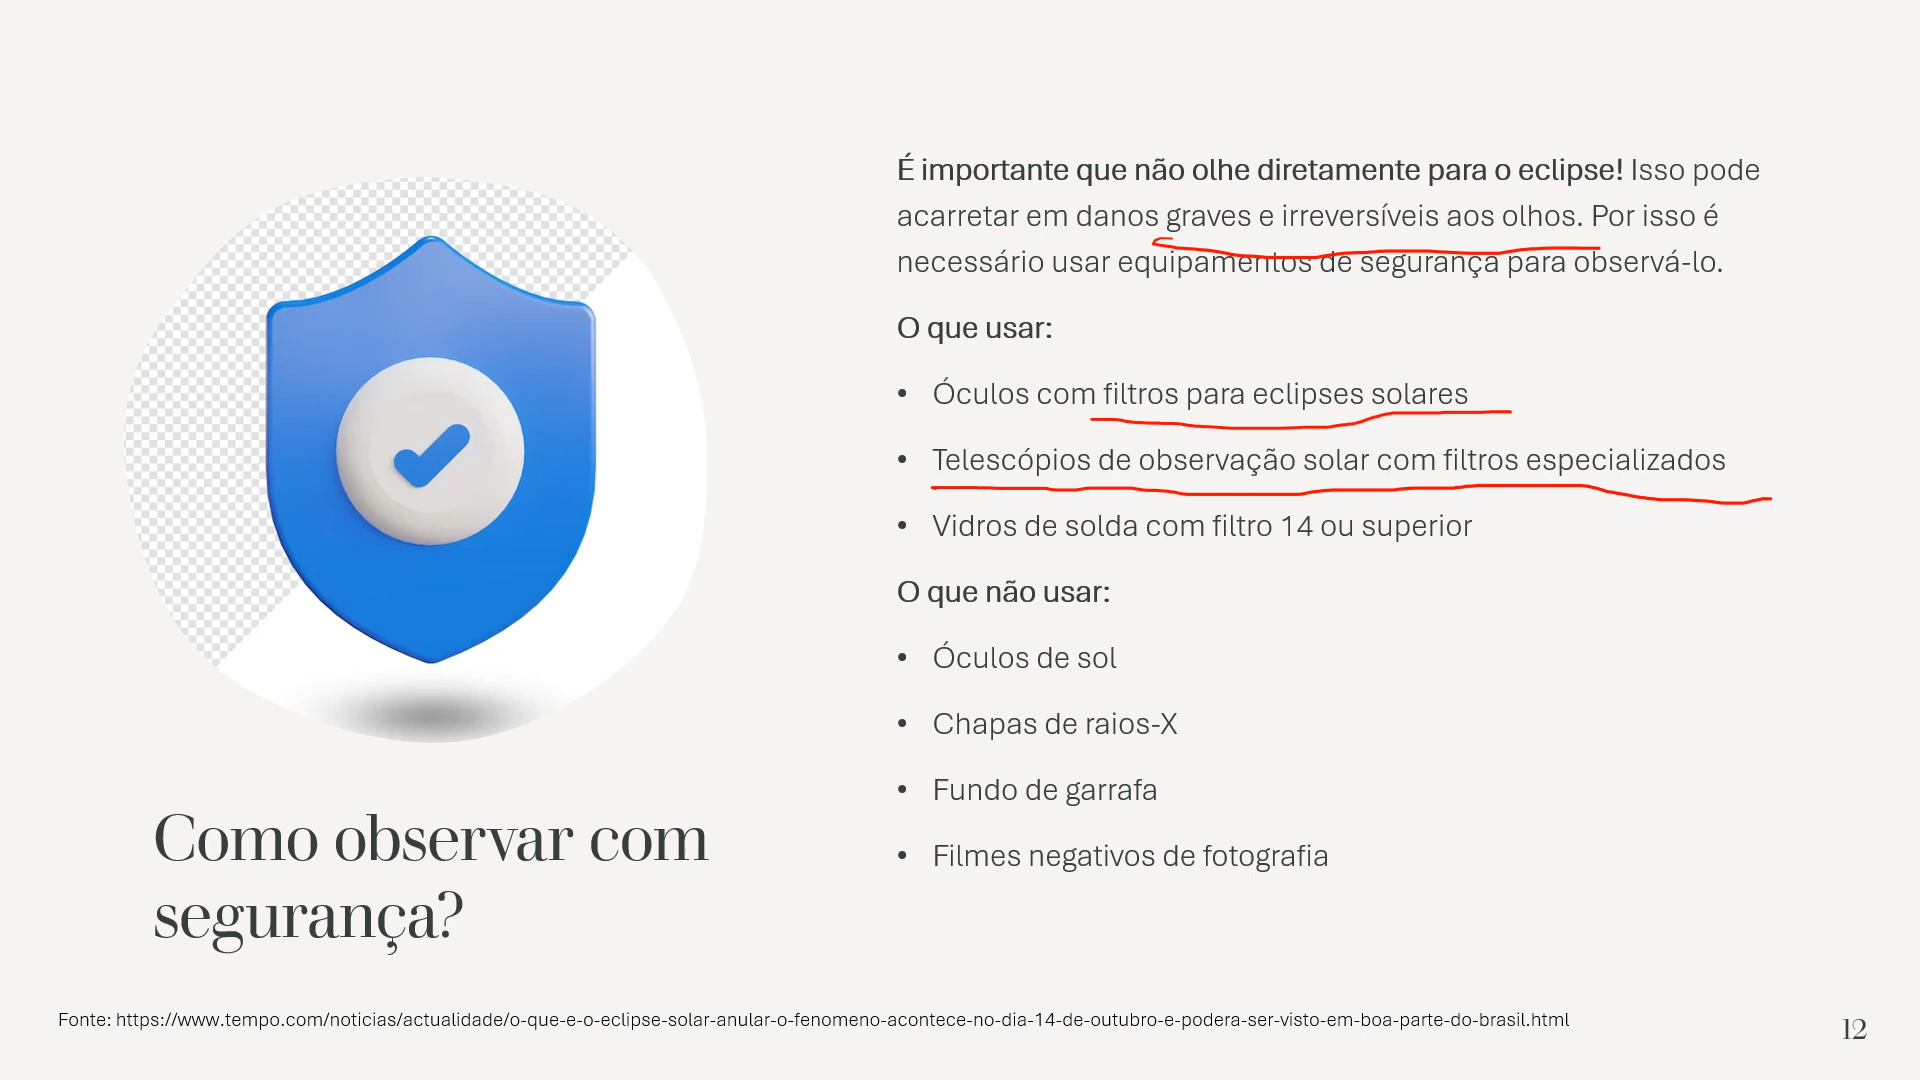 É importante que não olhe diretamente para o eclipse! Isso pode
acarretar em danos graves e irreversíveis aos olhos. Por isso é
necessário usar equipamentos de segurança para observá-lo.
O que usar:
• Óculos com filtros para eclipses solares
• Telescópios de observação solar com filtros especializados
• Vidros de solda com filtro 14 ou superior
O que não usar:
• Óculos de sol
• Chapas de raios-X
• Fundo de garrafa
• Filmes negativos de fotografia
Como observar com
segurança?
Fonte: https://www.tempo.com/noticias/actualidade/o-que-e-o-eclipse-solar-anular-o-fenomeno-acontece-no-dia-14-de-outubro-e-podera-ser-visto-em-boa-parte-do-brasil.html
12